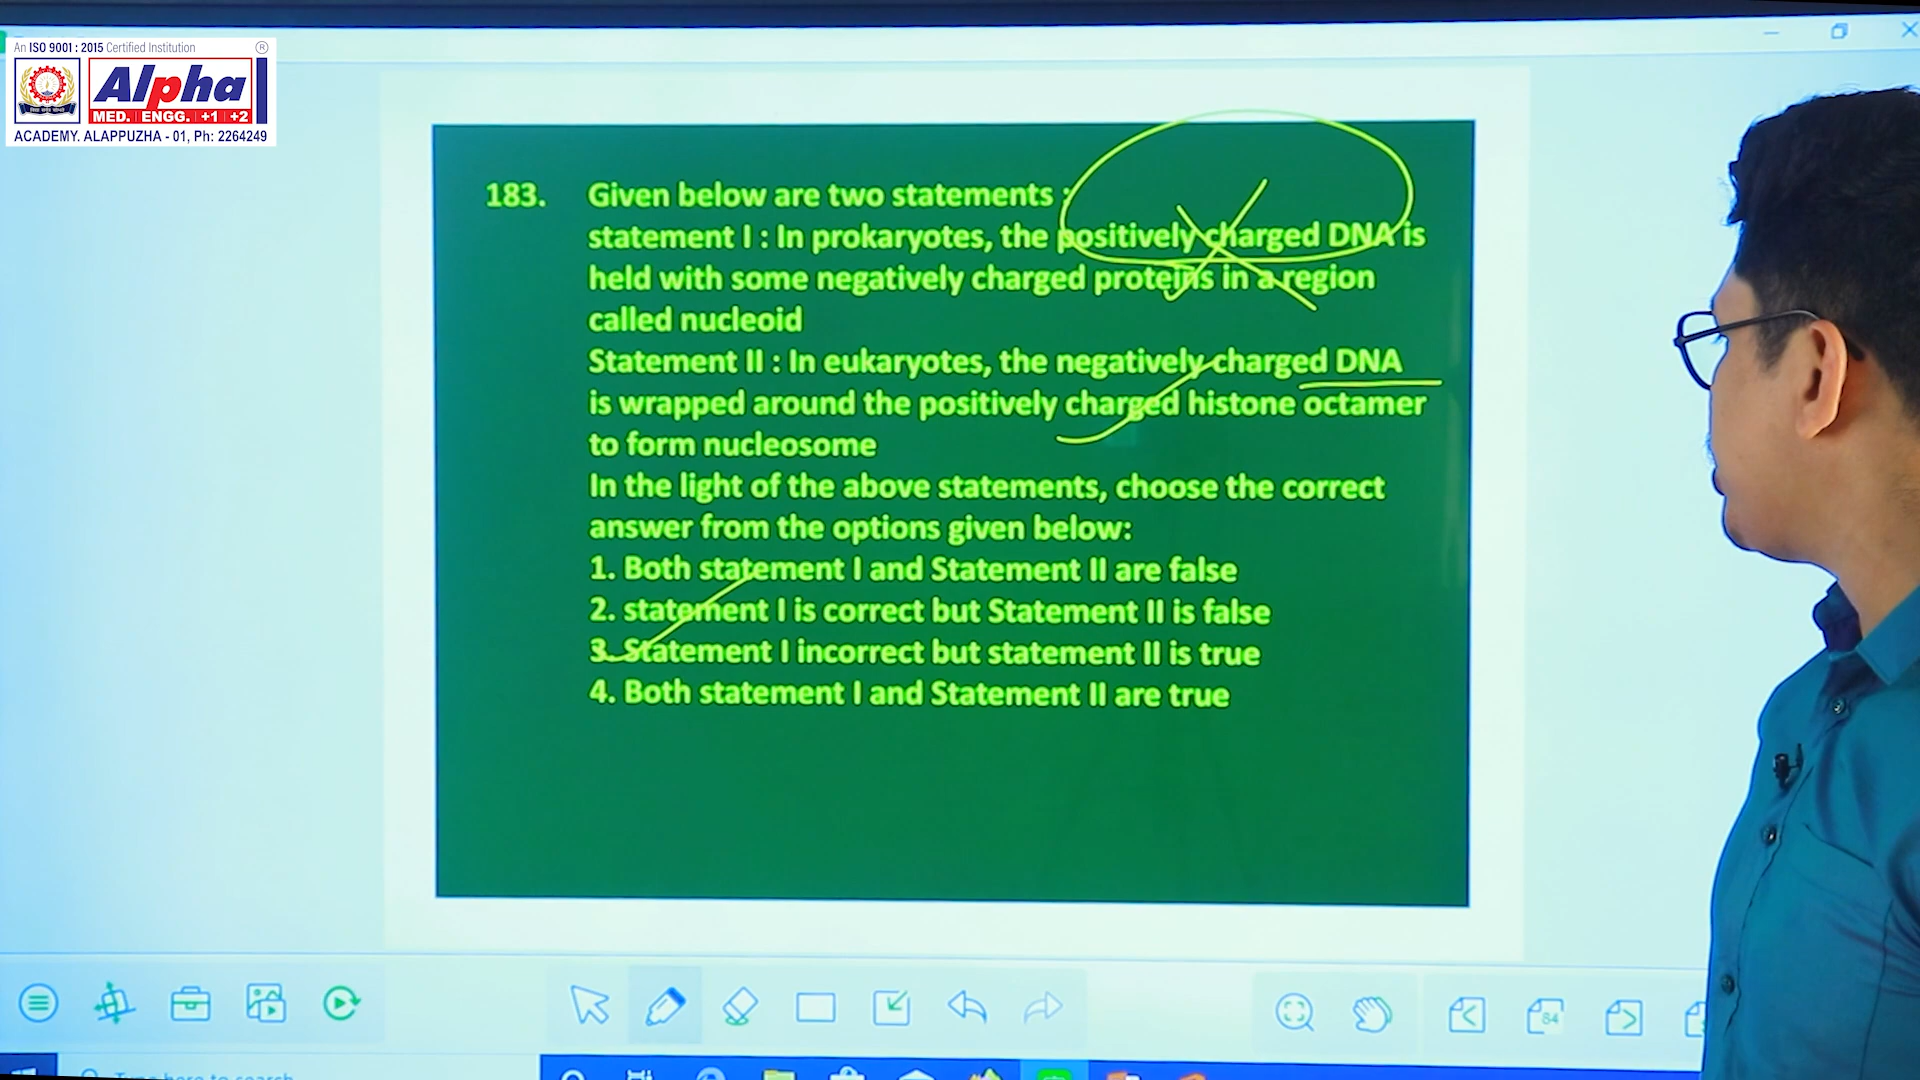 An ISO 9001 : 2015 Certified Institution ®
Alpha
MED. ENGG. +1 +2
ACADEMY. ALAPPUZHA - 01, Ph: 2264249
183. Given below are two statements :
statement I : In prokaryotes, the positively charged DNA is
held with some negatively charged proteins in a region
called nucleoid
Statement II : In eukaryotes, the negatively charged DNA
is wrapped around the positively charged histone octamer
to form nucleosome
In the light of the above statements, choose the correct
answer from the options given below:
1. Both statement I and Statement II are false
2. statement I is correct but Statement II is false
3. Statement I incorrect but statement II is true
4. Both statement I and Statement II are true
84
Type here to search